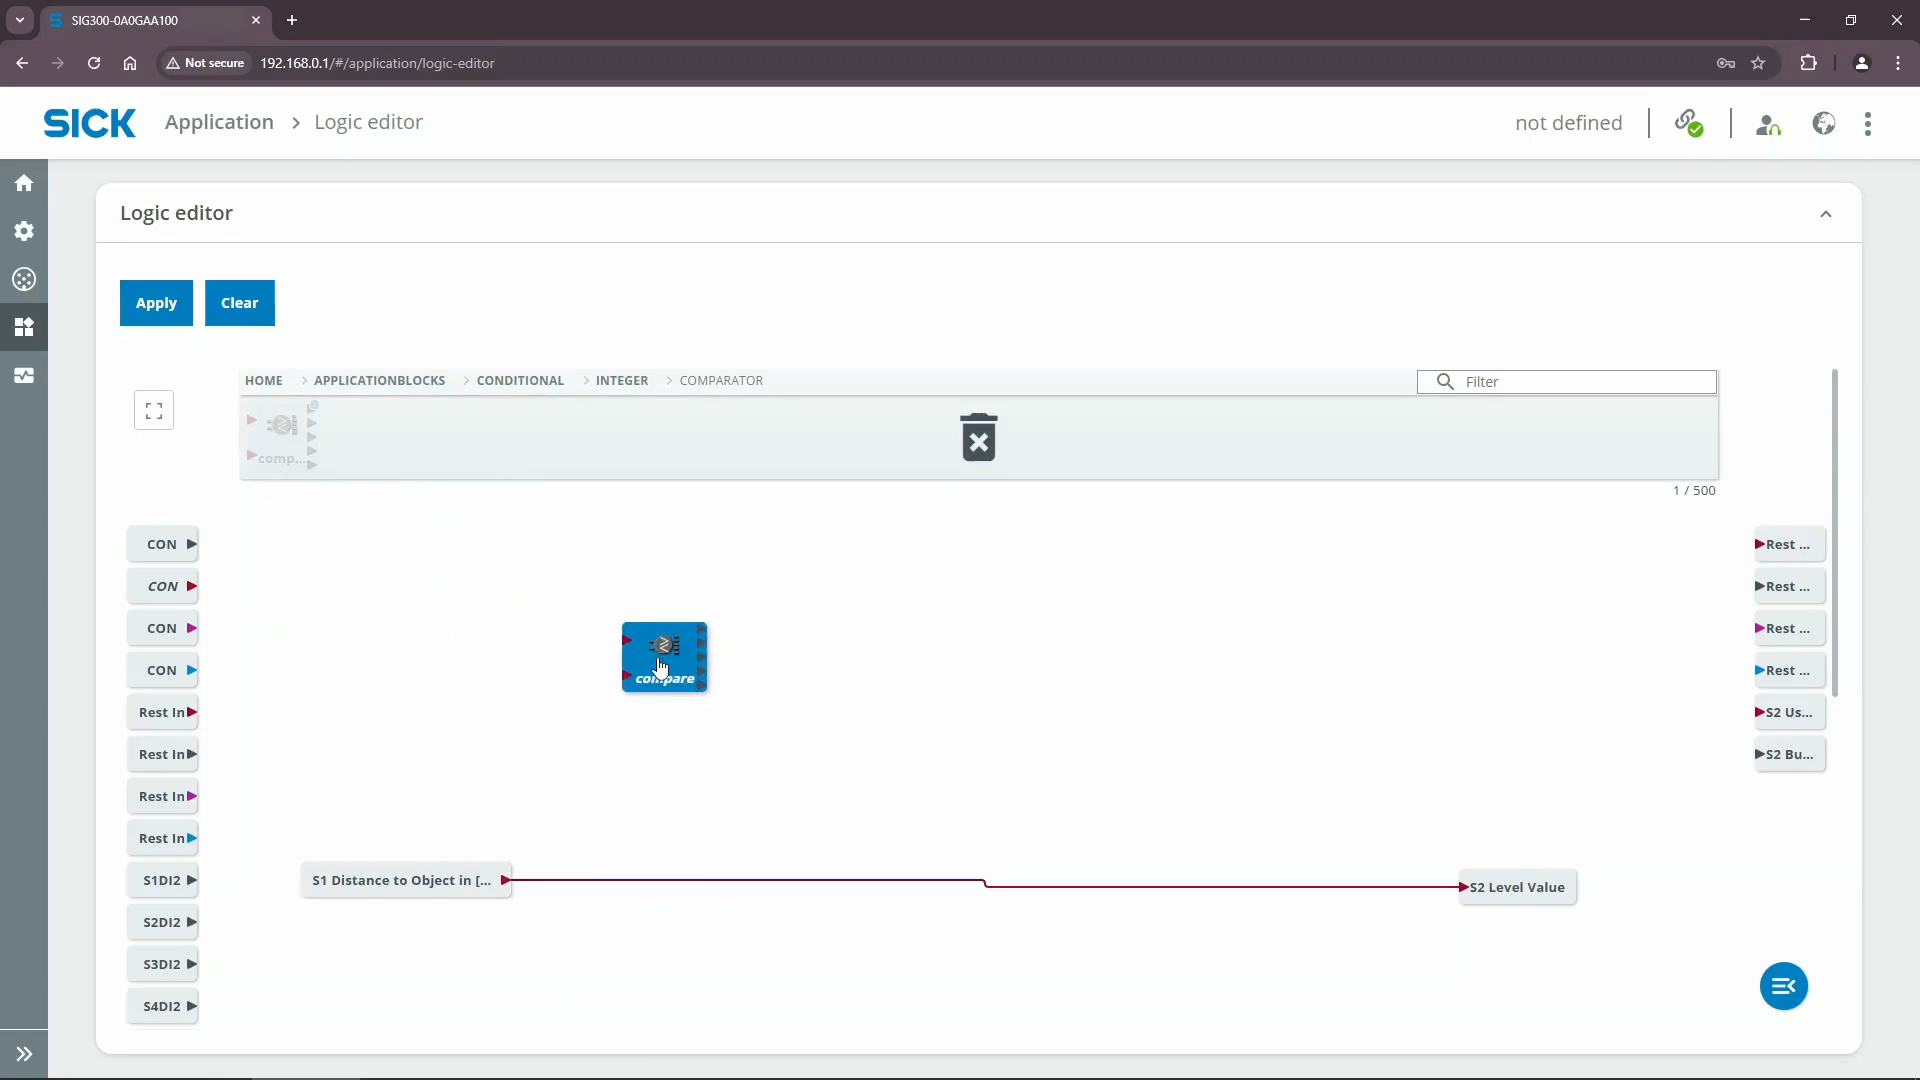 SIG300-0A0GAA100
Not secure 192.168.0.1/#/application/logic-editor
SICK Application > Logic editor not defined
Logic editor
Apply Clear
HOME > APPLICATIONBLOCKS > CONDITIONAL > INTEGER > COMPARATOR Filter
comp...
1 / 500
CON Rest ...
CON Rest ...
CON Rest ...
CON Rest ...
Rest In S2 Us...
Rest In S2 Bu...
Rest In
Rest In
compare
S1DI2
S1 Distance to Object in [... S2 Level Value
S2DI2
S3DI2
S4DI2